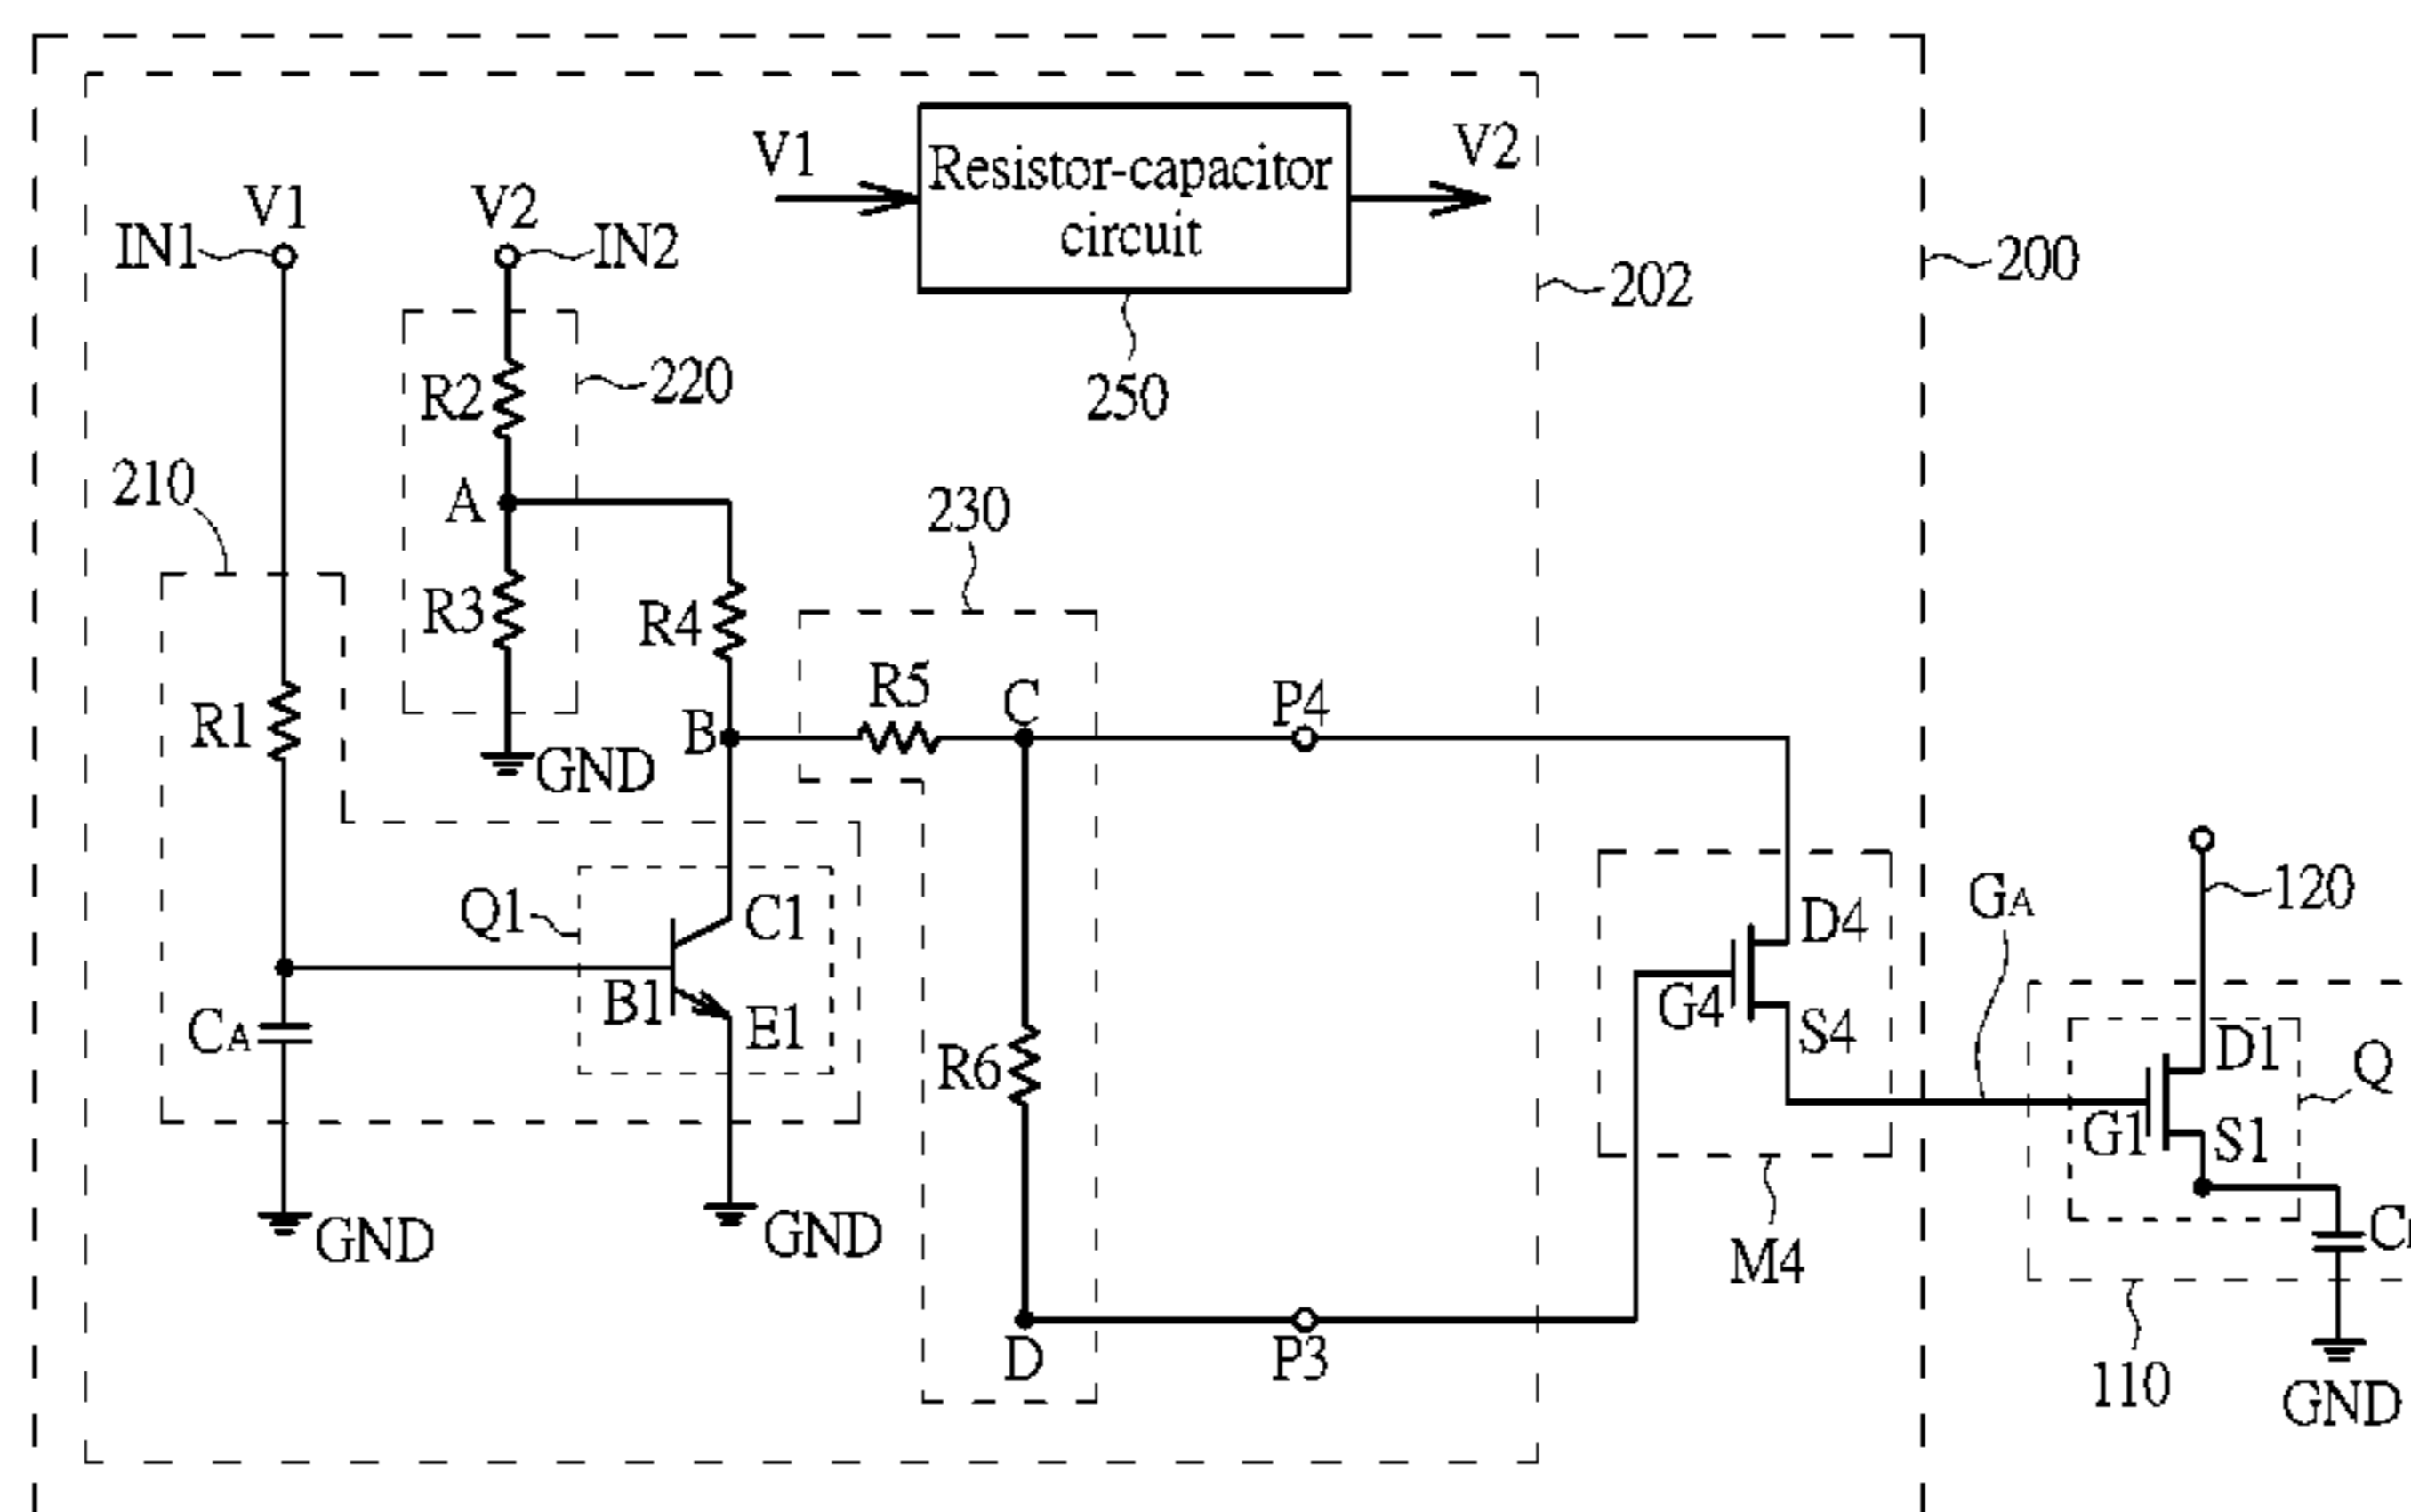 V1
Resistor-capacitor
circuit
V2
V1
V2
IN1
IN2
202
200
R2
220
250
210
A
230
R3
R4
R5
C
P4
R1
B
GND
Q1
C1
B1
E1
CA
R6
D4
G4
S4
GA
120
D1
Q
G1
S1
GND
GND
M4
D
P3
110
GND